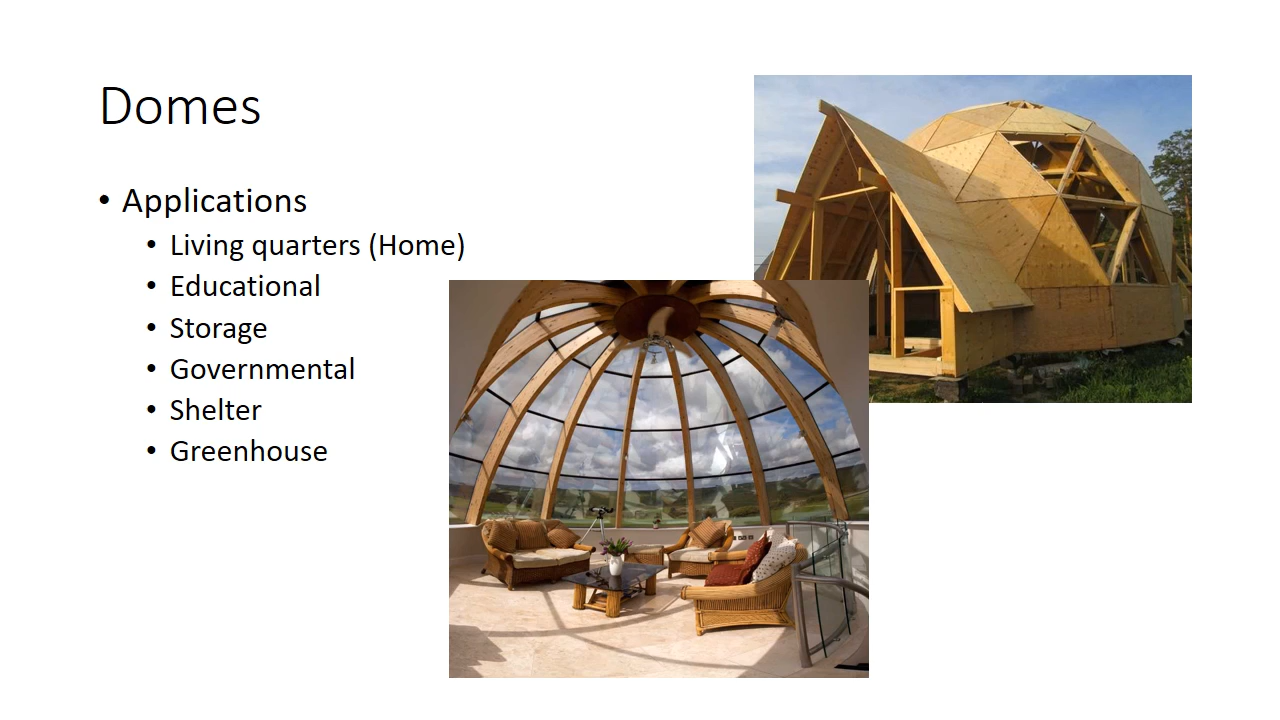 Domes
• Applications
• Living quarters (Home)
• Educational
• Storage
• Governmental
• Shelter
• Greenhouse